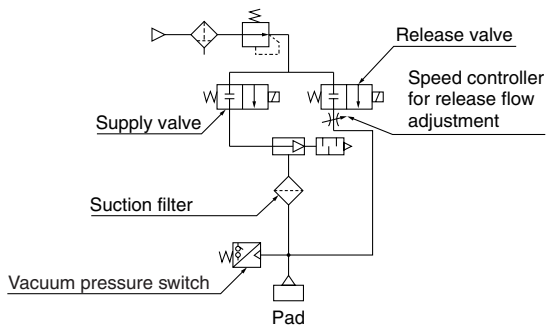 Release valve
Speed controller
for release flow
adjustment
Supply valve
Suction filter
Vacuum pressure switch
Pad